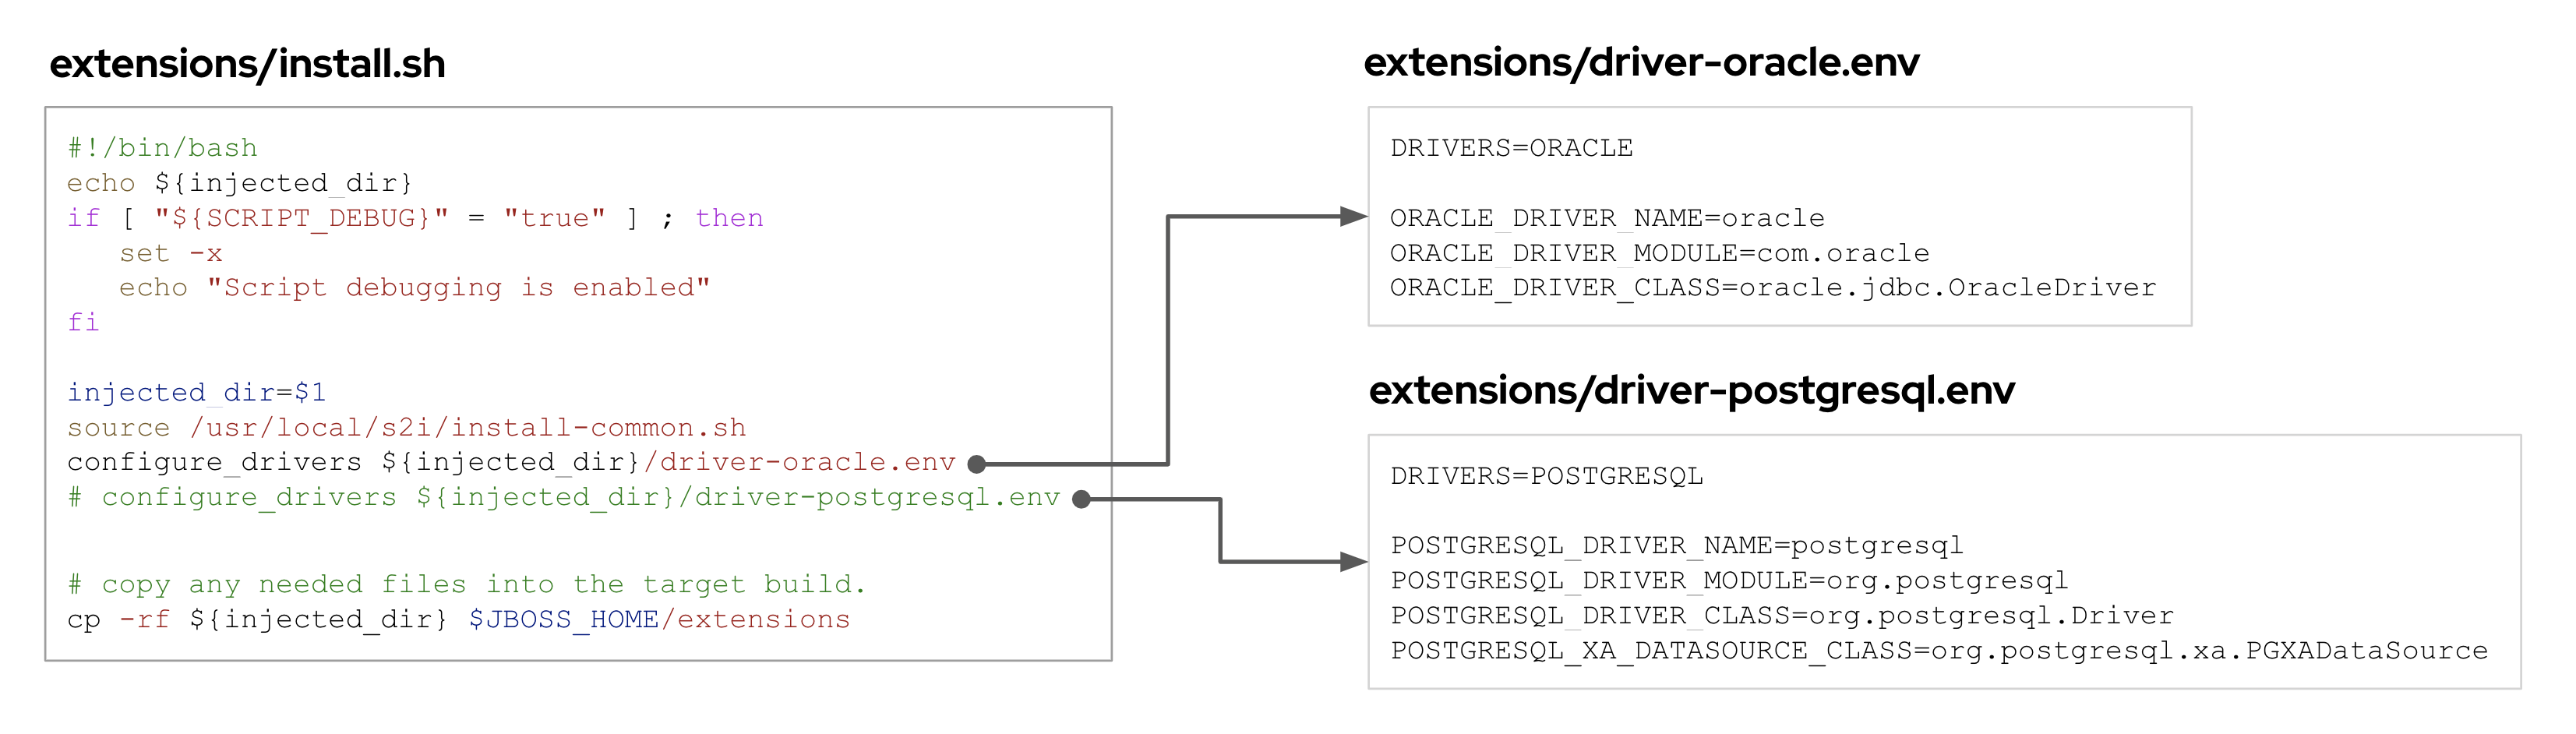 extensions/install.sh
#!/bin/bash
echo ${injected_dir}
if [ "${SCRIPT_DEBUG}" = "true" ] ; then
   set -x
   echo "Script debugging is enabled"
fi
injected_dir=$1
source /usr/local/s2i/install-common.sh
configure_drivers ${injected_dir}/driver-oracle.env
# configure_drivers ${injected_dir}/driver-postgresql.env
# copy any needed files into the target build.
cp -rf ${injected_dir} $JBOSS_HOME/extensions
extensions/driver-oracle.env
DRIVERS=ORACLE
ORACLE_DRIVER_NAME=oracle
ORACLE_DRIVER_MODULE=com.oracle
ORACLE_DRIVER_CLASS=oracle.jdbc.OracleDriver
extensions/driver-postgresql.env
DRIVERS=POSTGRESQL
POSTGRESQL_DRIVER_NAME=postgresql
POSTGRESQL_DRIVER_MODULE=org.postgresql
POSTGRESQL_DRIVER_CLASS=org.postgresql.Driver
POSTGRESQL_XA_DATASOURCE_CLASS=org.postgresql.xa.PGXADataSource